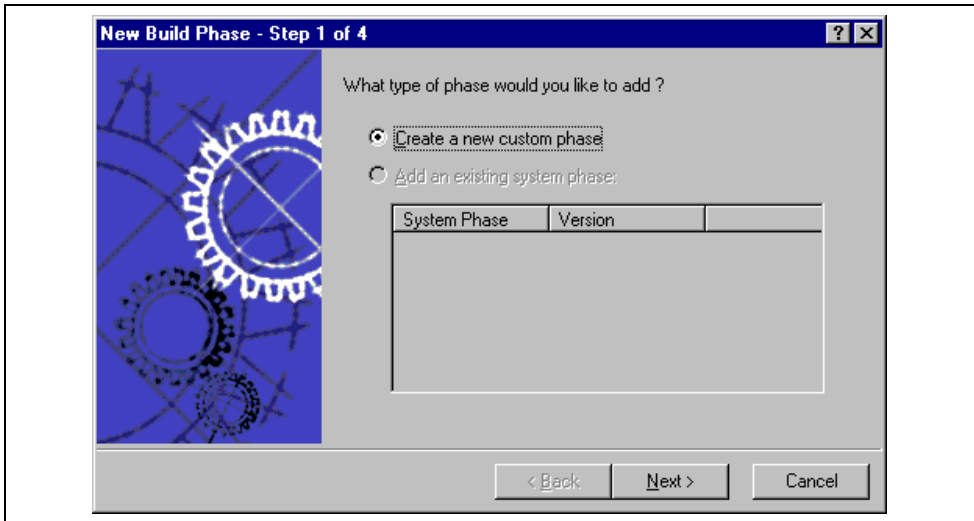 New Build Phase - Step 1 of 4
What type of phase would you like to add ?
Create a new custom phase
Add an existing system phase:
System Phase Version
< Back Next > Cancel